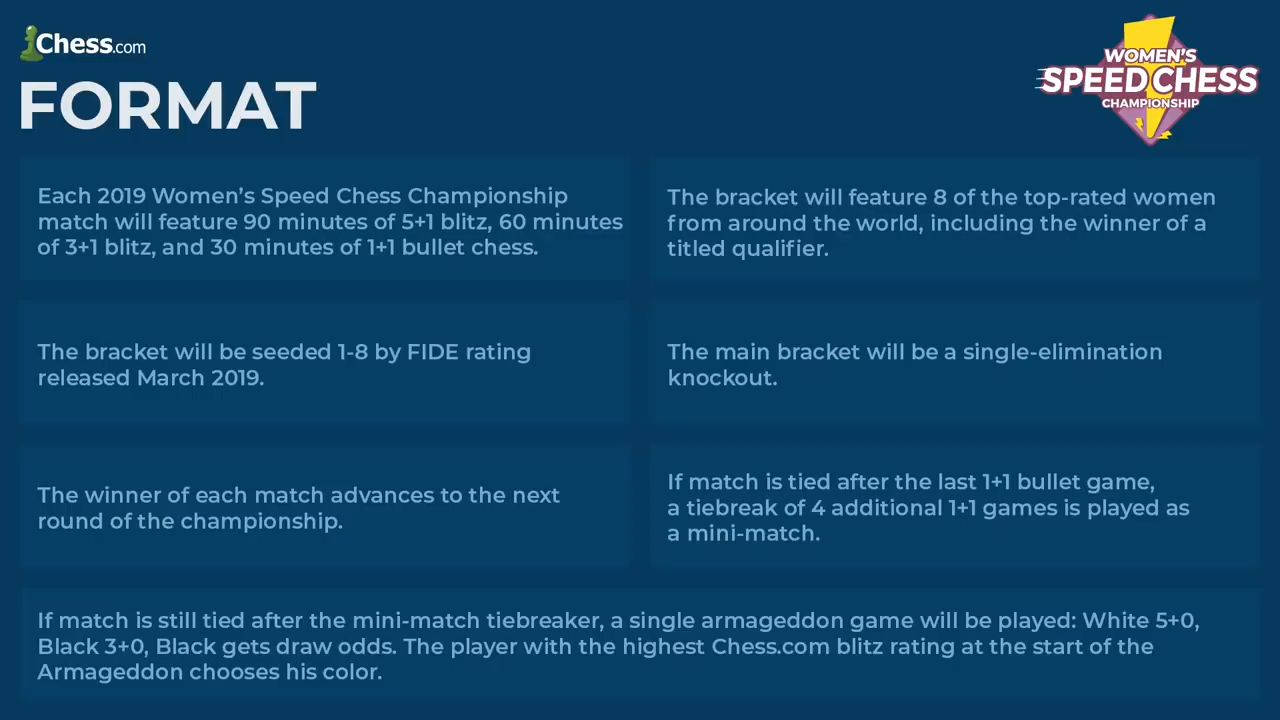 Chess.com
WOMEN'S
SPEED CHESS
CHAMPIONSHIP
FORMAT
Each 2019 Women's Speed Chess Championship
match will feature 90 minutes of 5+1 blitz, 60 minutes
of 3+1 blitz, and 30 minutes of 1+1 bullet chess.
The bracket will feature 8 of the top-rated women
from around the world, including the winner of a
titled qualifier.
The bracket will be seeded 1-8 by FIDE rating
released March 2019.
The main bracket will be a single-elimination
knockout.
The winner of each match advances to the next
round of the championship.
If match is tied after the last 1+1 bullet game,
a tiebreak of 4 additional 1+1 games is played as
a mini-match.
If match is still tied after the mini-match tiebreaker, a single armageddon game will be played: White 5+0,
Black 3+0, Black gets draw odds. The player with the highest Chess.com blitz rating at the start of the
Armageddon chooses his color.